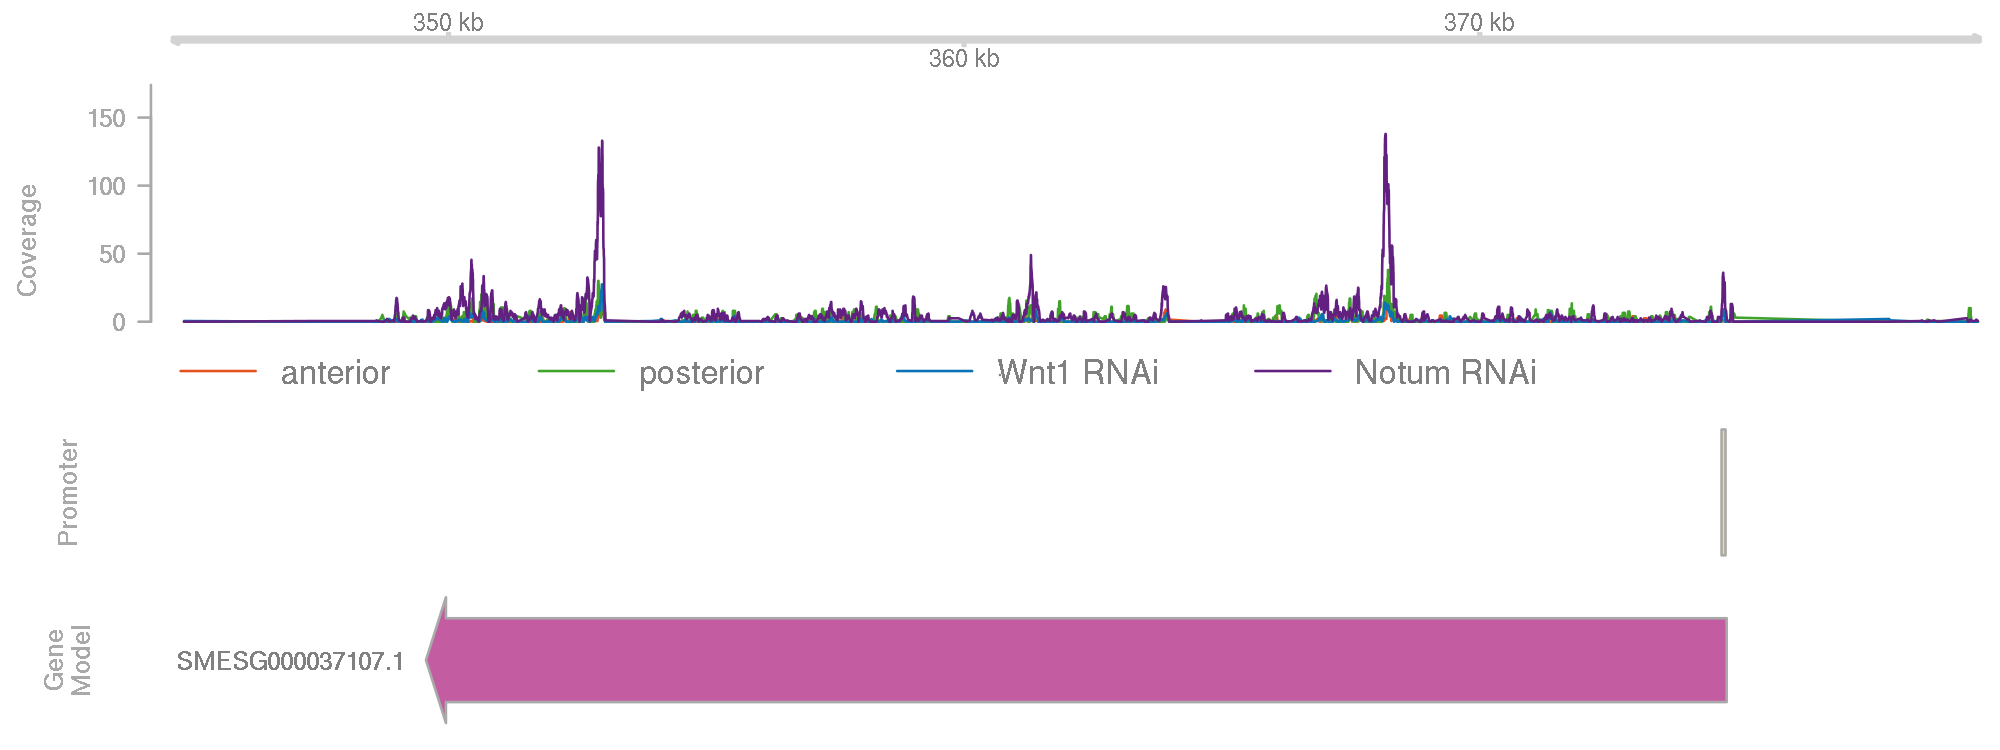 350 kb
370 kb
360 kb
Coverage
150
100
50
0
anterior posterior Wnt1 RNAi Notum RNAi
Promoter
Gene
Model
SMESG000037107.1